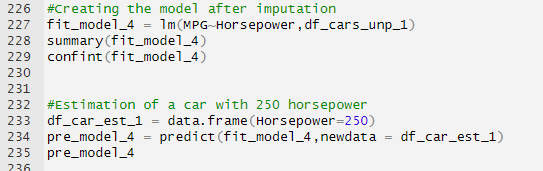 226 #Creating the model after imputation
227 fit_model_4 = lm(MPG~Horsepower,df_cars_unp_1)
228 summary(fit_model_4)
229 confint(fit_model_4)
230
231
232 #Estimation of a car with 250 horsepower
233 df_car_est_1 = data.frame(Horsepower=250)
234 pre_model_4 = predict(fit_model_4,newdata = df_car_est_1)
235 pre_model_4
236